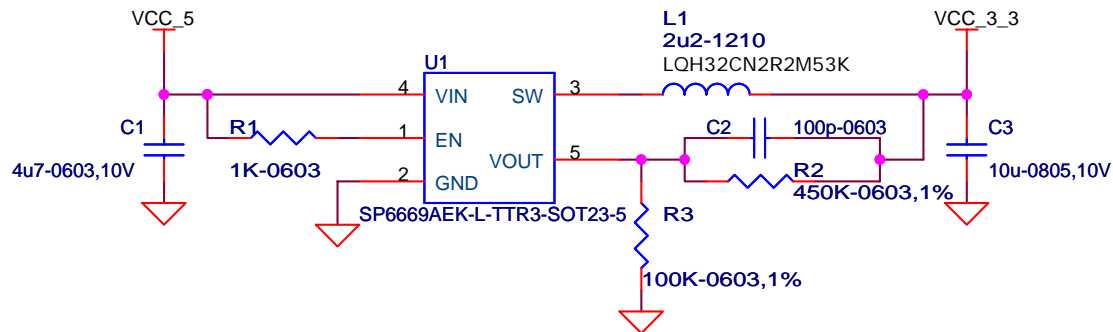 VCC_5
L1
2u2-1210
LQH32CN2R2M53K
VCC_3_3
U1
4
VIN
SW
3
C1
R1
1
EN
C2
100p-0603
C3
4u7-0603,10V
1K-0603
VOUT
5
2
GND
R2
450K-0603,1%
10u-0805,10V
SP6669AEK-L-TTR3-SOT23-5
R3
100K-0603,1%